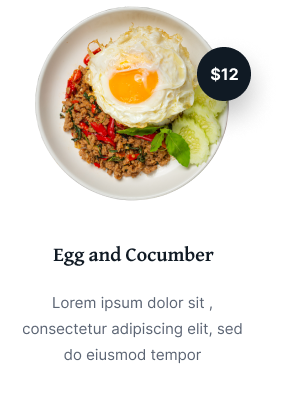 $12
Egg and Cocumber
Lorem ipsum dolor sit ,
consectetur adipiscing elit, sed
do eiusmod tempor